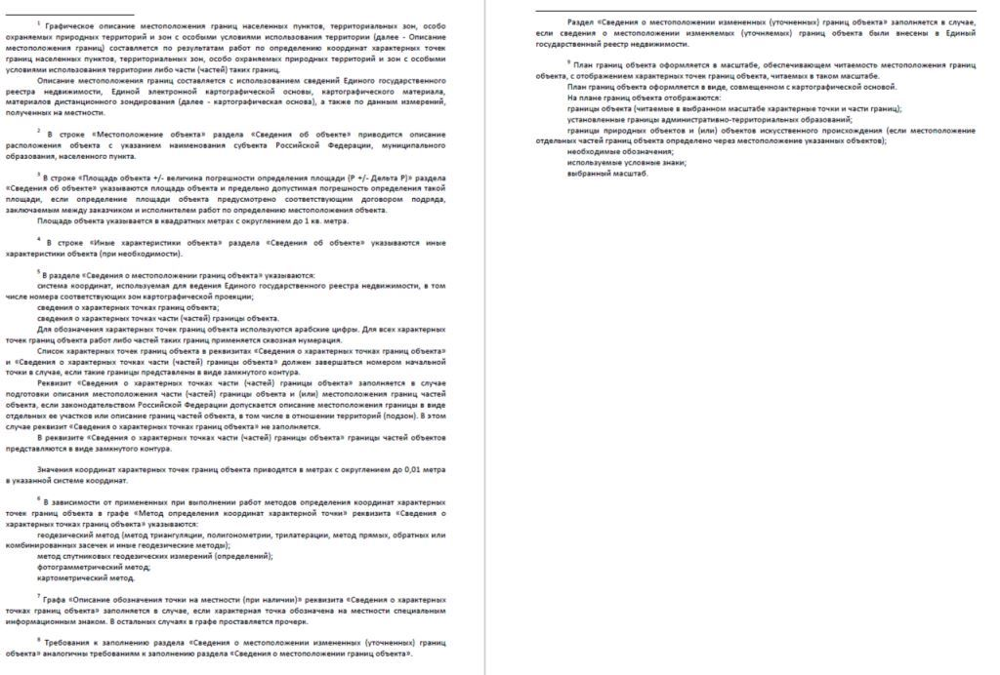 1 Графическое описание местоположения границ населенных пунктов, территориальных зон, особо
охраняемых природных территорий и зон с особыми условиями использования территории (далее - Описание
местоположения границ) составляется по результатам работ по определению координат характерных точек
границ населенных пунктов, территориальных зон, особо охраняемых природных территорий и зон с особыми
условиями использования территории либо части (частей) таких границ.
Описание местоположения границ составляется с использованием сведений Единого государственного
реестра недвижимости, Единой электронной картографической основы, картографического материала,
материалов дистанционного зондирования (далее - картографическая основа), а также по данным измерений,
полученных на местности.
2 В строке «Местоположение объекта» раздела «Сведения об объекте» приводится описание
расположения объекта с указанием наименования субъекта Российской Федерации, муниципального
образования, населенного пункта.
3 В строке «Площадь объекта +/- величина погрешности определения площади (Р +/- Дельта Р)» раздела
«Сведения об объекте» указываются площадь объекта и предельно допустимая погрешность определения такой
площади, если определение площади объекта предусмотрено соответствующим договором подряда,
заключаемым между заказчиком и исполнителем работ по определению местоположения объекта.
Площадь объекта указывается в квадратных метрах с округлением до 1 кв. метра.
4 В строке «Иные характеристики объекта» раздела «Сведения об объекте» указываются иные
характеристики объекта (при необходимости).
5 В разделе «Сведения о местоположении границ объекта» указываются:
система координат, используемая для ведения Единого государственного реестра недвижимости, в том
числе номера соответствующих зон картографической проекции;
сведения о характерных точках границ объекта;
сведения о характерных точках части (частей) границы объекта.
Для обозначения характерных точек границ объекта используются арабские цифры. Для всех характерных
точек границ объекта работ либо частей таких границ применяется сквозная нумерация.
Список характерных точек границ объекта в реквизитах «Сведения о характерных точках границ объекта»
и «Сведения о характерных точках части (частей) границы объекта» должен завершаться номером начальной
точки в случае, если такие границы представлены в виде замкнутого контура.
Реквизит «Сведения о характерных точках части (частей) границы объекта» заполняется в случае
подготовки описания местоположения части (частей) границы объекта и (или) местоположения границ частей
объекта, если законодательством Российской Федерации допускается описание местоположения границы в виде
отдельных ее участков или описание границ частей объекта, в том числе в отношении территорий (подзон). В этом
случае реквизит «Сведения о характерных точках границ объекта» не заполняется.
В реквизите «Сведения о характерных точках части (частей) границы объекта» границы частей объектов
представляются в виде замкнутого контура.
Значения координат характерных точек границ объекта приводятся в метрах с округлением до 0,01 метра
в указанной системе координат.
6 В зависимости от примененных при выполнении работ методов определения координат характерных
точек границ объекта в графе «Метод определения координат характерной точки» реквизита «Сведения о
характерных точках границ объекта» указываются:
геодезический метод (метод триангуляции, полигонометрии, трилатерации, метод прямых, обратных или
комбинированных засечек и иные геодезические методы);
метод спутниковых геодезических измерений (определений);
фотограмметрический метод;
картометрический метод.
7 Графа «Описание обозначения точки на местности (при наличии)» реквизита «Сведения о характерных
точках границ объекта» заполняется в случае, если характерная точка обозначена на местности специальным
информационным знаком. В остальных случаях в графе проставляется прочерк.
8 Требования к заполнению раздела «Сведения о местоположении измененных (уточненных) границ
объекта» аналогичны требованиям к заполнению раздела «Сведения о местоположении границ объекта».
Раздел «Сведения о местоположении измененных (уточненных) границ объекта» заполняется в случае,
если сведения о местоположении изменяемых (уточняемых) границ объекта были внесены в Единый
государственный реестр недвижимости.
9 План границ объекта оформляется в масштабе, обеспечивающем читаемость местоположения границ
объекта, с отображением характерных точек границ объекта, читаемых в таком масштабе.
План границ объекта оформляется в виде, совмещенном с картографической основой.
На плане границ объекта отображаются:
границы объекта (читаемые в выбранном масштабе характерные точки и части границ);
установленные границы административно-территориальных образований;
границы природных объектов и (или) объектов искусственного происхождения (если местоположение
отдельных частей границ объекта определено через местоположение указанных объектов);
необходимые обозначения;
используемые условные знаки;
выбранный масштаб.